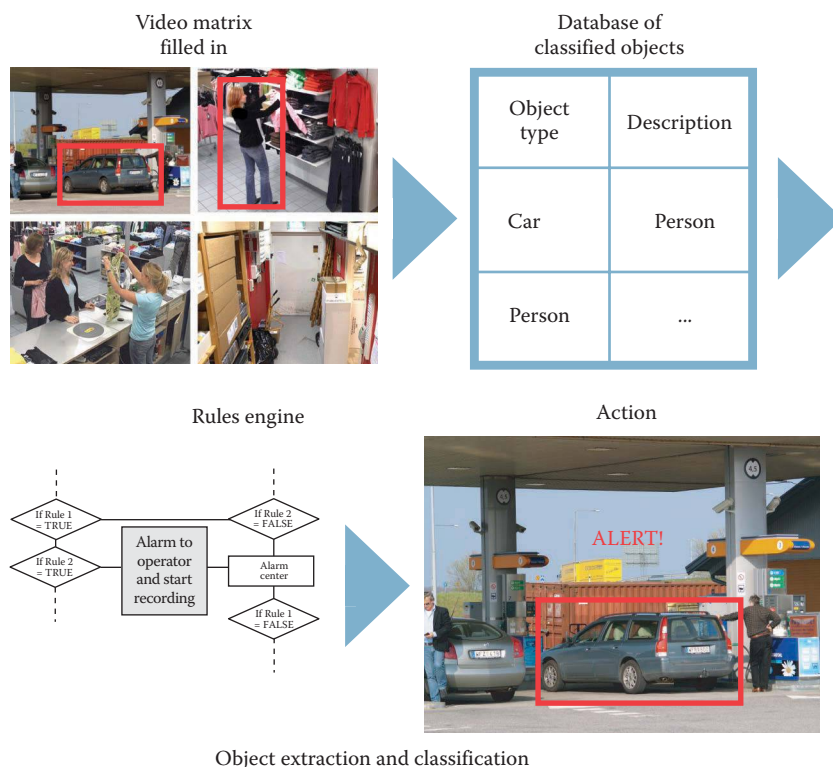 Video matrix
filled in
Database of
classified objects
Object
type
Description
Car
Person
Person
...
Rules engine
If Rule 1
= TRUE
If Rule 2
= TRUE
Alarm to
operator
and start
recording
If Rule 2
= FALSE
Alarm
center
If Rule 1
= FALSE
Action
4,5
ALERT!
Object extraction and classification